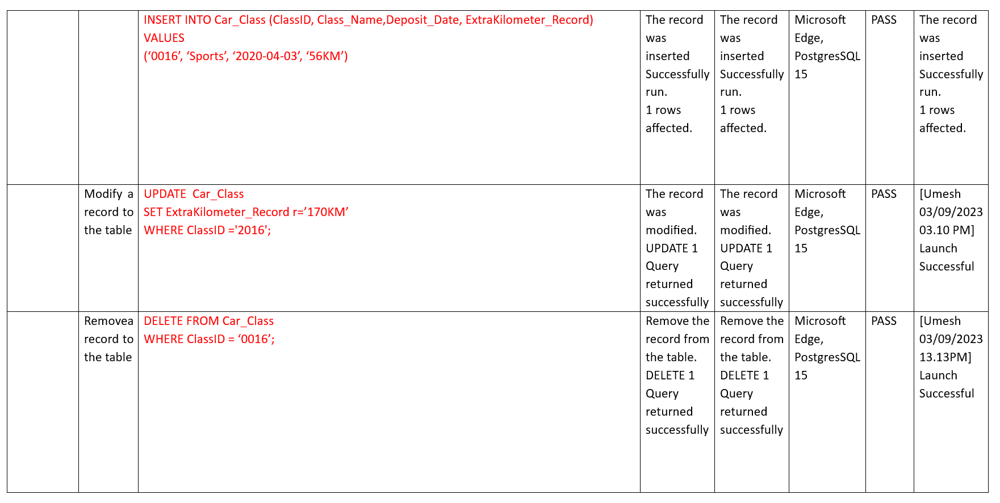 INSERT INTO Car_Class (ClassID, Class_Name,Deposit_Date, ExtraKilometer_Record)
VALUES
(‘0016’, ‘Sports’, ‘2020-04-03’, ‘56KM’)
The record
was
inserted
Successfully
run.
1 rows
affected.
The record
was
inserted
Successfully
run.
1 rows
affected.
Microsoft
Edge,
PostgresSQL
15
PASS
The record
was
inserted
Successfully
run.
1 rows
affected.
Modify a
record to
the table
UPDATE  Car_Class
SET ExtraKilometer_Record r=’170KM’
WHERE ClassID ='2016';
The record
was
modified.
UPDATE 1
Query
returned
successfully
The record
was
modified.
UPDATE 1
Query
returned
successfully
Microsoft
Edge,
PostgresSQL
15
PASS
[Umesh
03/09/2023
03.10 PM]
Launch
Successful
Removea
record to
the table
DELETE FROM Car_Class
WHERE ClassID = ‘0016’;
Remove the
record from
the table.
DELETE 1
Query
returned
successfully
Remove the
record from
the table.
DELETE 1
Query
returned
successfully
Microsoft
Edge,
PostgresSQL
15
PASS
[Umesh
03/09/2023
13.13PM]
Launch
Successful